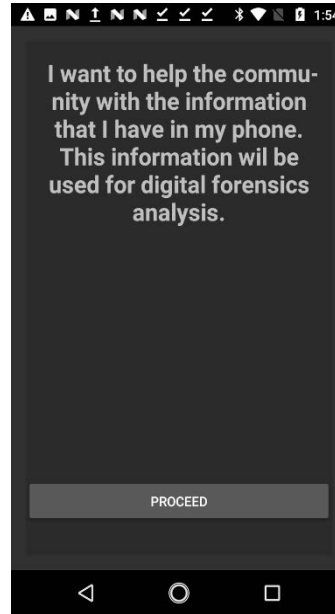 1:54
I want to help the commu-
nity with the information
that I have in my phone.
This information wil be
used for digital forensics
analysis.
PROCEED